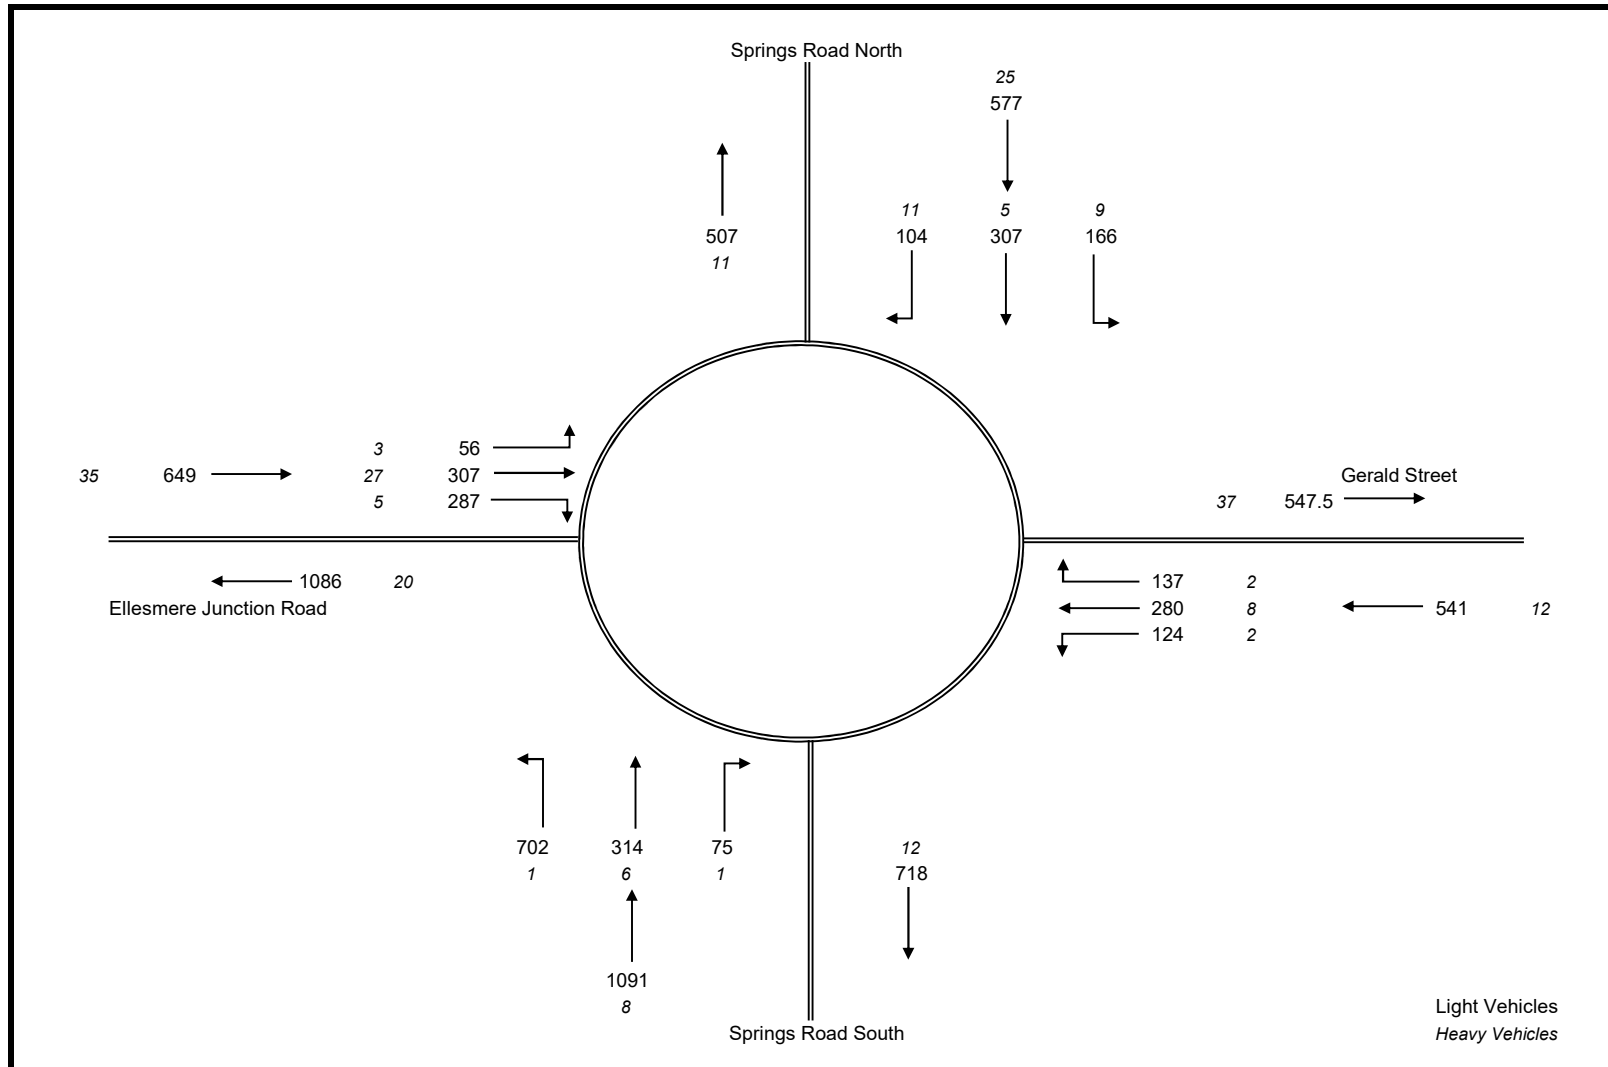 Springs Road North
25
577
11 5 9
507 104 307 166
11
3 56
35 649 27 307 Gerald Street
5 287 37 547.5
1086 20 137 2
Ellesmere Junction Road 280 8 541 12
124 2
702 314 75 12
1 6 1 718
1091
8
Light Vehicles
Springs Road South Heavy Vehicles